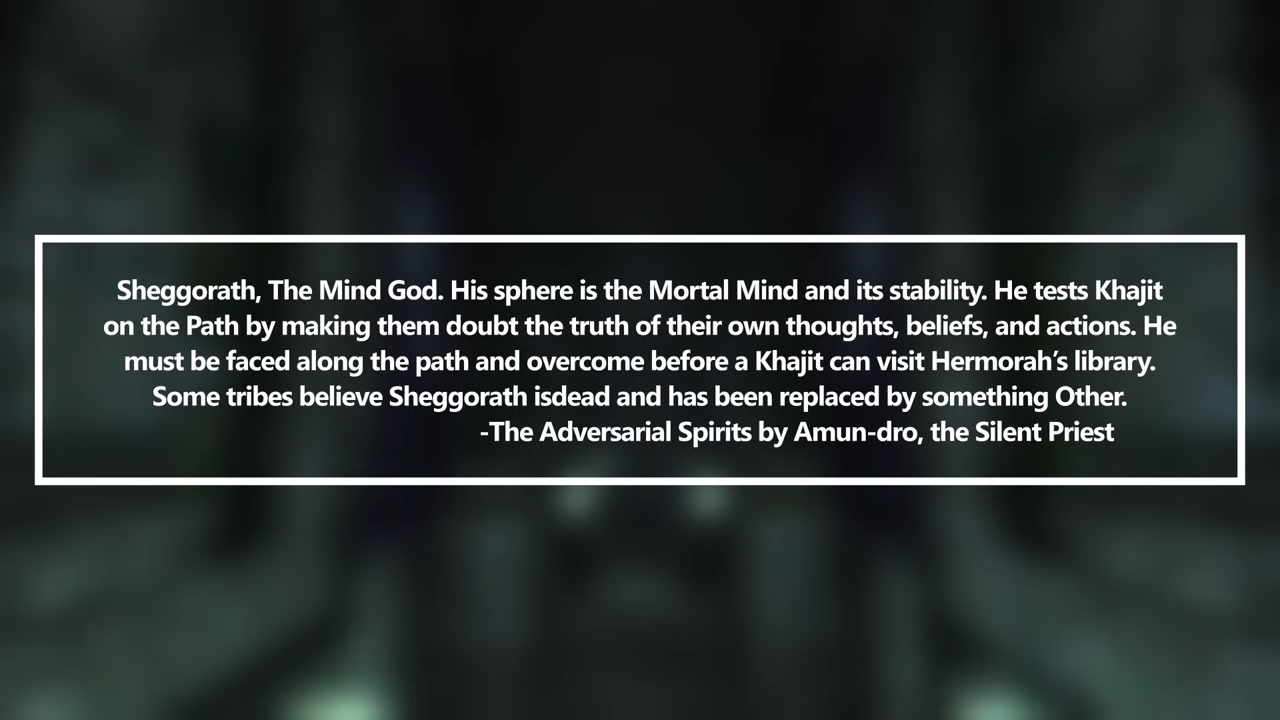 Sheggorath, The Mind God. His sphere is the Mortal Mind and its stability. He tests Khajit
on the Path by making them doubt the truth of their own thoughts, beliefs, and actions. He
must be faced along the path and overcome before a Khajit can visit Hermorah’s library.
Some tribes believe Sheggorath isdead and has been replaced by something Other.
-The Adversarial Spirits by Amun-dro, the Silent Priest